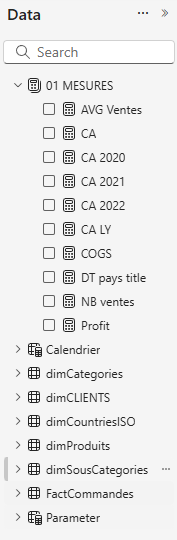 Data
Search
01 MESURES
AVG Ventes
CA
CA 2020
CA 2021
CA 2022
CA LY
COGS
DT pays title
NB ventes
Profit
Calendrier
dimCategories
dimCLIENTS
dimCountriesISO
dimProduits
dimSousCategories
FactCommandes
Parameter